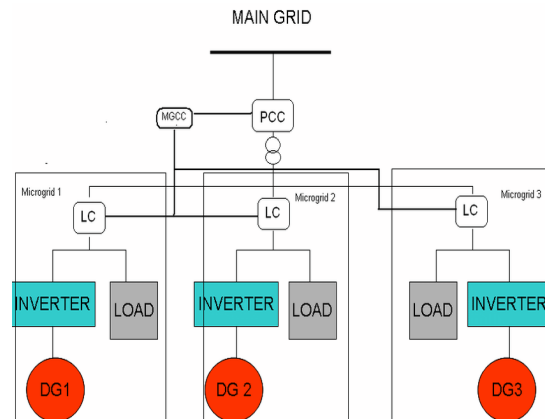 MAIN GRID
MGCC
PCC
Microgrid 1
Microgrid 2
Microgrid 3
LC
LC
LC
INVERTER
LOAD
INVERTER
LOAD
LOAD
INVERTER
DG1
DG 2
DG3